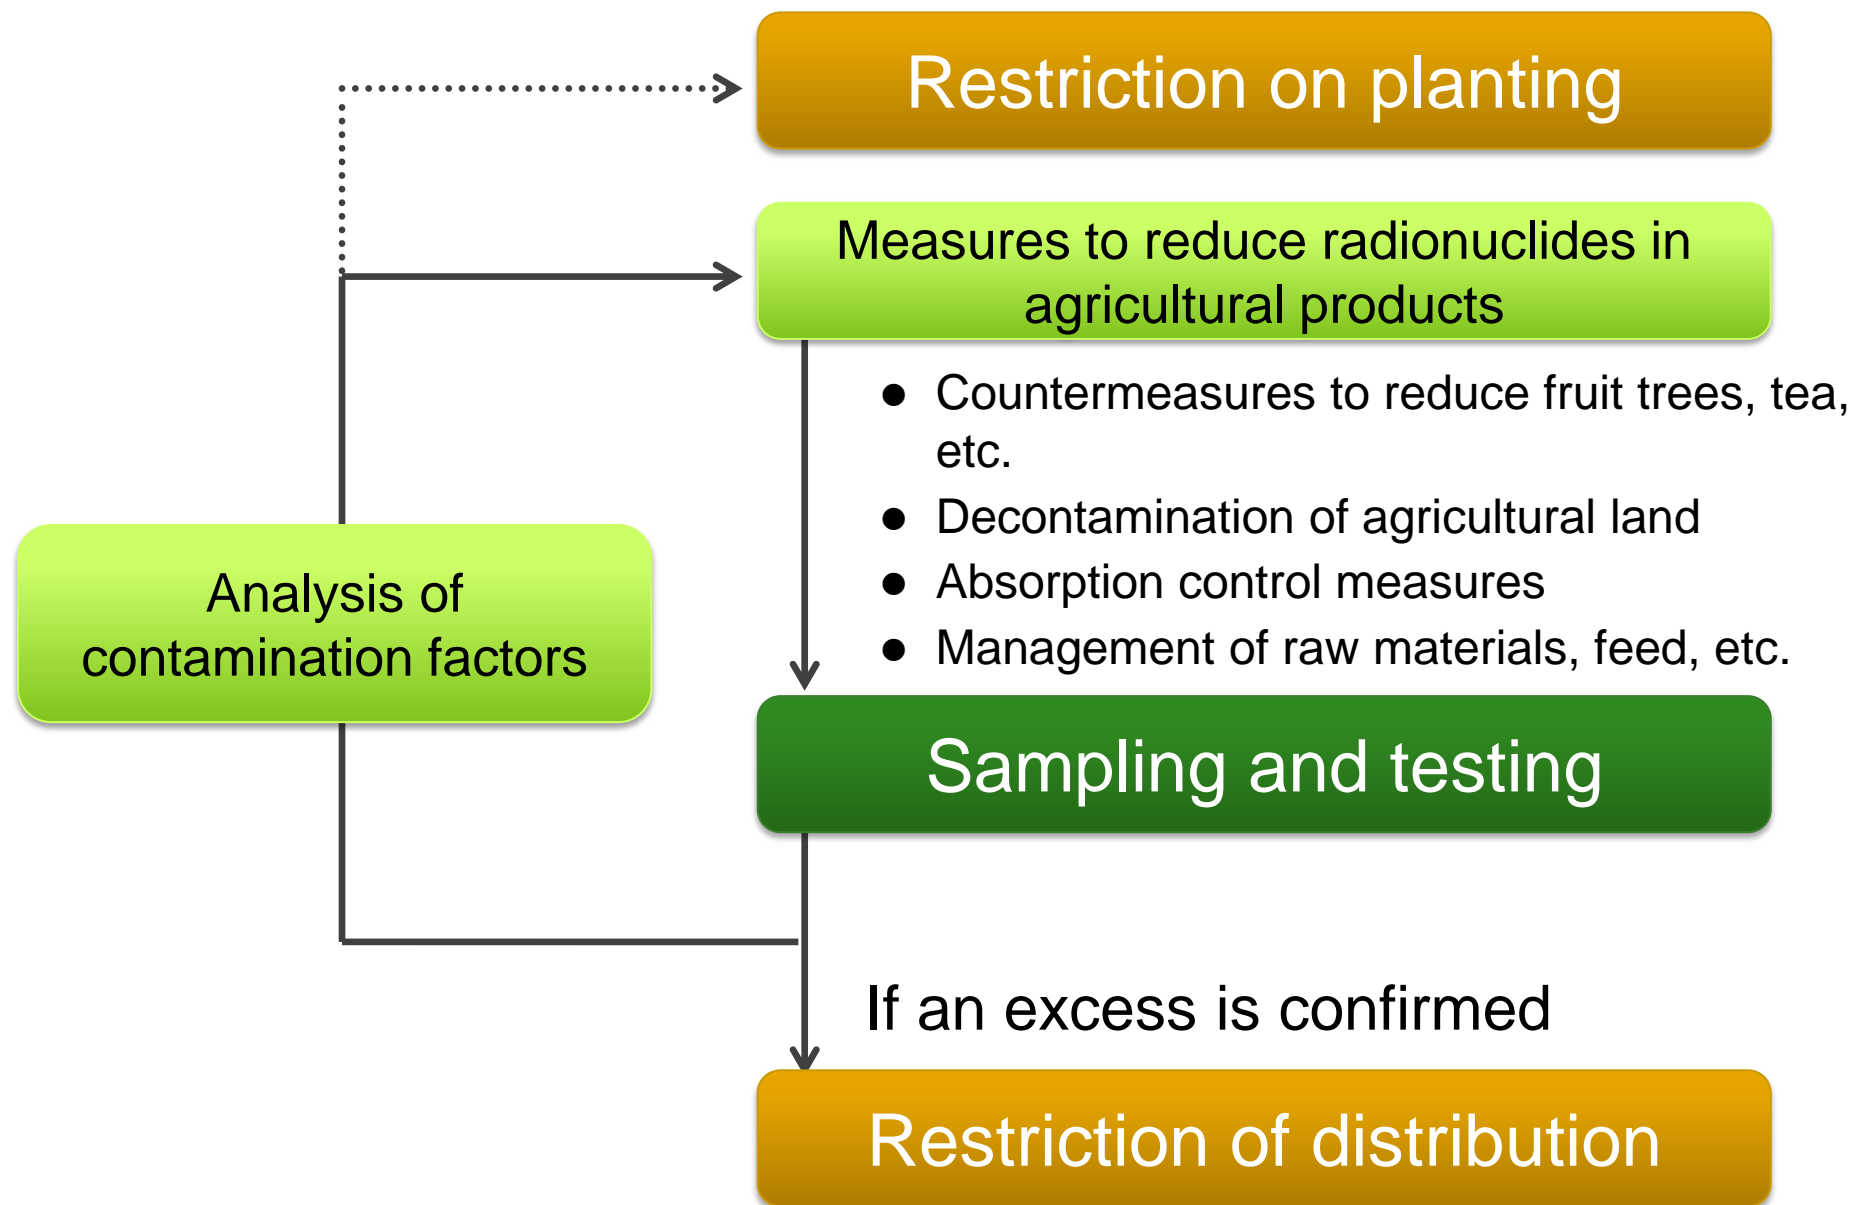 Restriction on planting
Measures to reduce radionuclides in
agricultural products
● Countermeasures to reduce fruit trees, tea,
etc.
● Decontamination of agricultural land
● Absorption control measures
● Management of raw materials, feed, etc.
Analysis of
contamination factors
Sampling and testing
If an excess is confirmed
Restriction of distribution